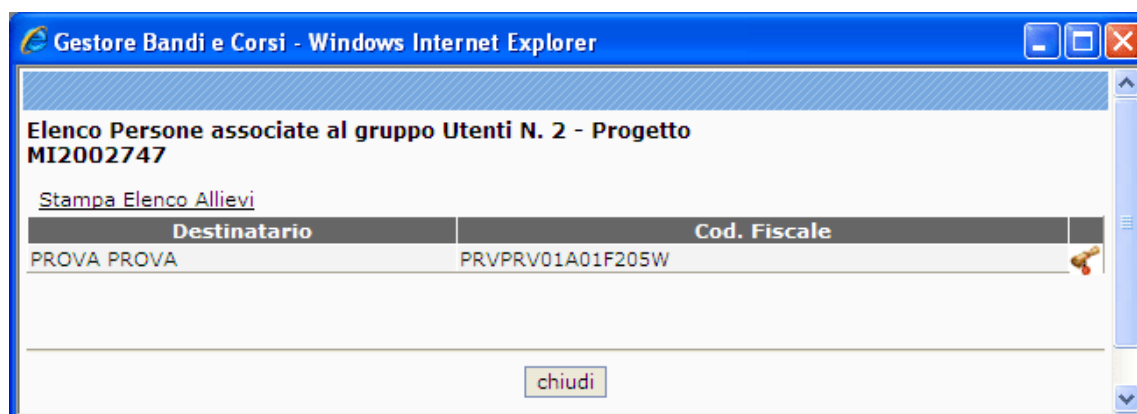 Gestore Bandi e Corsi - Windows Internet Explorer
Elenco Persone associate al gruppo Utenti N. 2 - Progetto
MI2002747
Stampa Elenco Allievi
Destinatario Cod. Fiscale
PROVA PROVA PRVPRV01A01F205W
chiudi